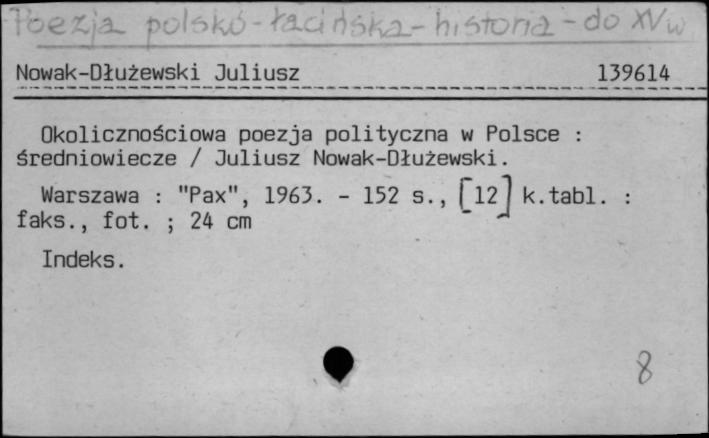 Poezja polsko-łacińska-historia-do XV w
Nowak-Dłużewski Juliusz 139614
Okolicznościowa poezja polityczna w Polsce :
średniowiecze / Juliusz Nowak-Dłużewski.
Warszawa : "Pax", 1963. - 152 s., [12] k.tabl. :
faks., fot. ; 24 cm
Indeks.
8